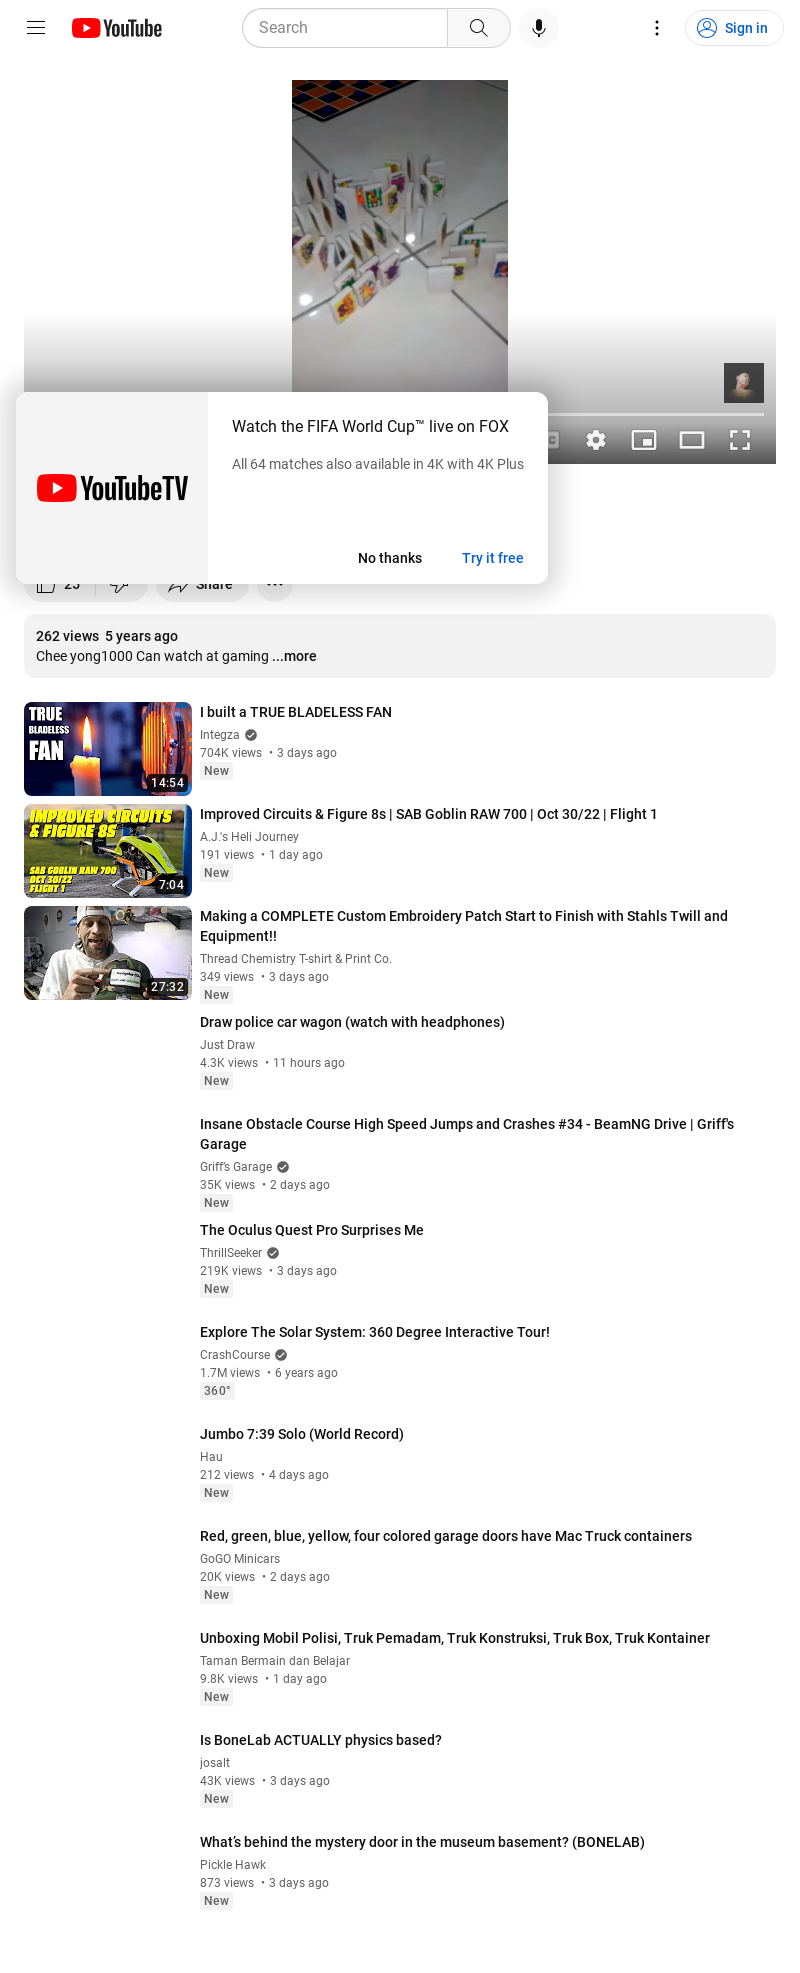 YouTube
Search
Sign in
Watch the FIFA World Cup™ live on FOX
All 64 matches also available in 4K with 4K Plus
YouTubeTV
No thanks
Try it free
25
Share
262 views 5 years ago
Chee yong1000 Can watch at gaming ...more
TRUE
BLADELESS
FAN
14:54
I built a TRUE BLADELESS FAN
Integza
704K views • 3 days ago
New
IMPROVED CIRCUITS
& FIGURE 8S
SAB GOBLIN RAW 700
OCT 30/22
FLIGHT 1
7:04
Improved Circuits & Figure 8s | SAB Goblin RAW 700 | Oct 30/22 | Flight 1
A.J.'s Heli Journey
191 views • 1 day ago
New
27:32
Making a COMPLETE Custom Embroidery Patch Start to Finish with Stahls Twill and
Equipment!!
Thread Chemistry T-shirt & Print Co.
349 views • 3 days ago
New
Draw police car wagon (watch with headphones)
Just Draw
4.3K views • 11 hours ago
New
Insane Obstacle Course High Speed Jumps and Crashes #34 - BeamNG Drive | Griff's
Garage
Griff's Garage
35K views • 2 days ago
New
The Oculus Quest Pro Surprises Me
ThrillSeeker
219K views • 3 days ago
New
Explore The Solar System: 360 Degree Interactive Tour!
CrashCourse
1.7M views • 6 years ago
360°
Jumbo 7:39 Solo (World Record)
Hau
212 views • 4 days ago
New
Red, green, blue, yellow, four colored garage doors have Mac Truck containers
GoGO Minicars
20K views • 2 days ago
New
Unboxing Mobil Polisi, Truk Pemadam, Truk Konstruksi, Truk Box, Truk Kontainer
Taman Bermain dan Belajar
9.8K views • 1 day ago
New
Is BoneLab ACTUALLY physics based?
josalt
43K views • 3 days ago
New
What's behind the mystery door in the museum basement? (BONELAB)
Pickle Hawk
873 views • 3 days ago
New